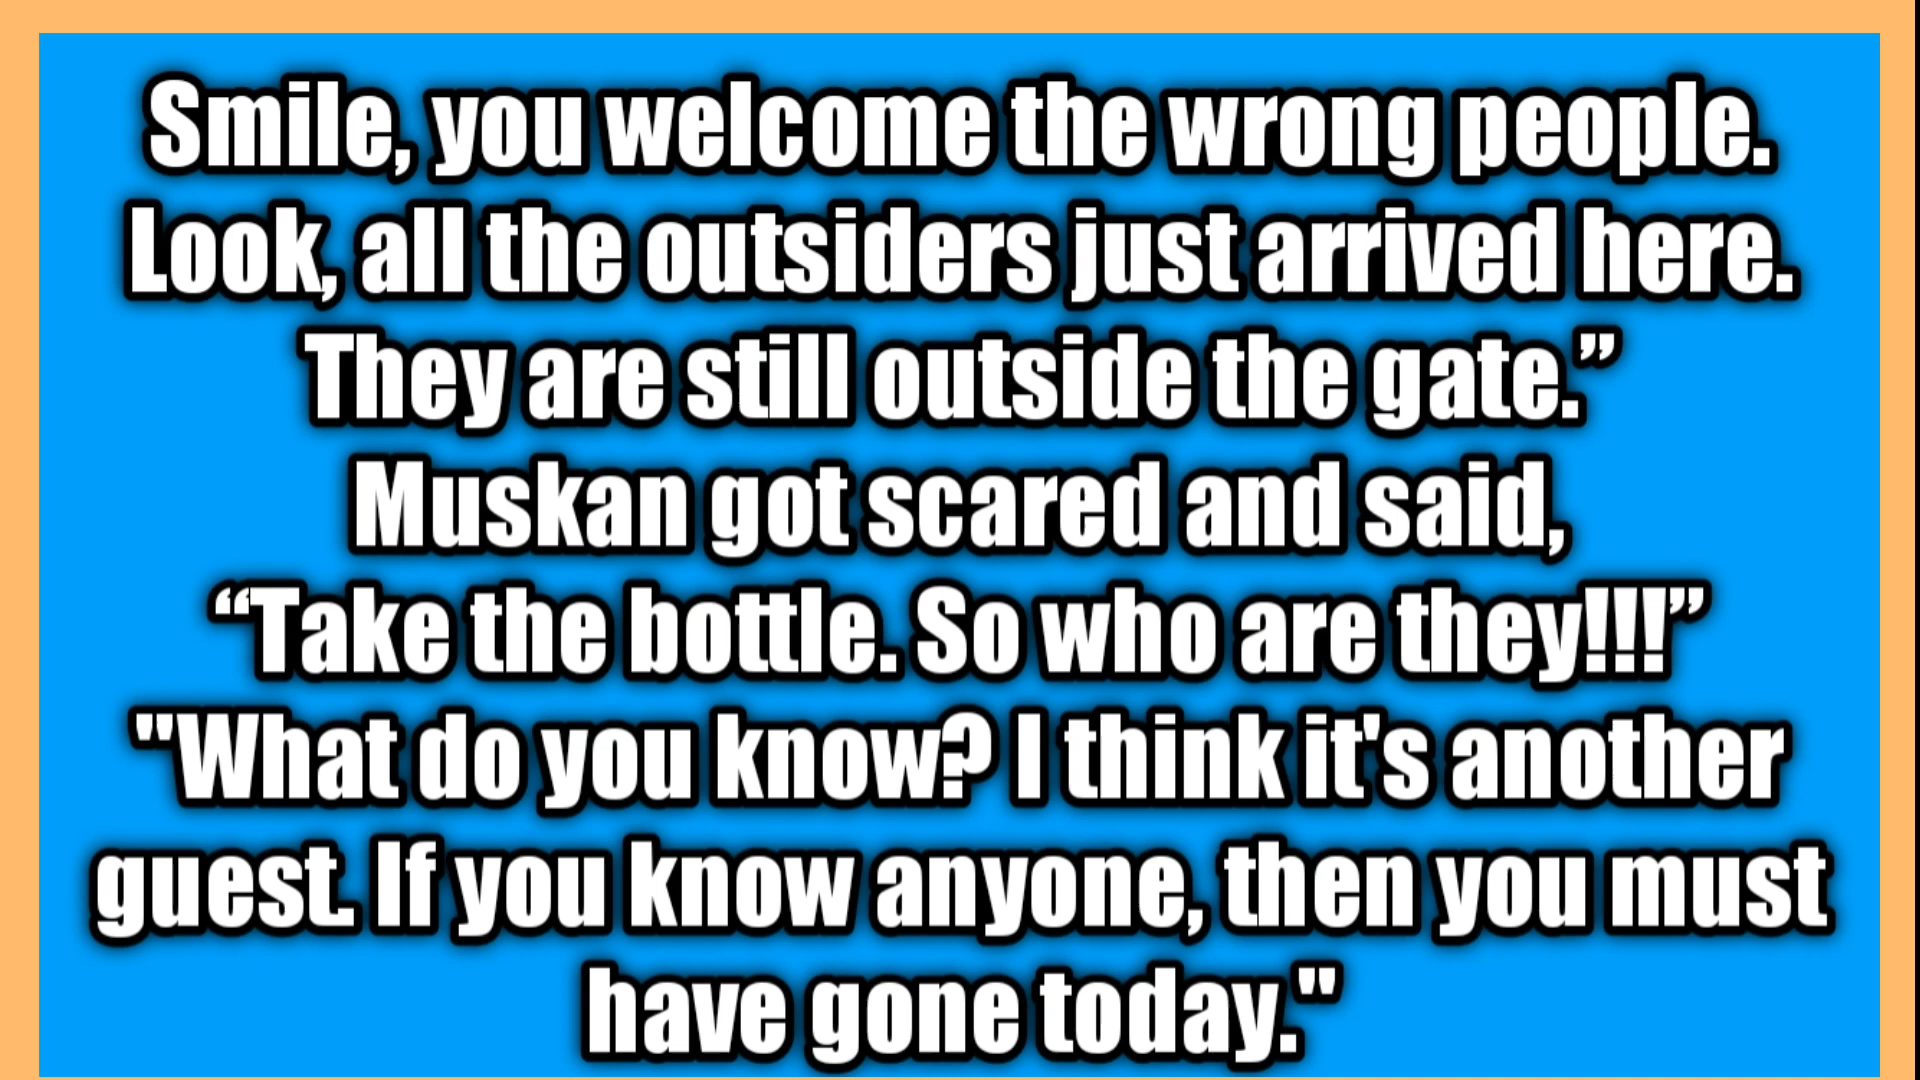 Smile, you welcome the wrong people.
Look, all the outsiders just arrived here.
They are still outside the gate.”
Muskan got scared and said,
“Take the bottle. So who are they!!!”
"What do you know? I think it's another
guest. If you know anyone, then you must
have gone today."